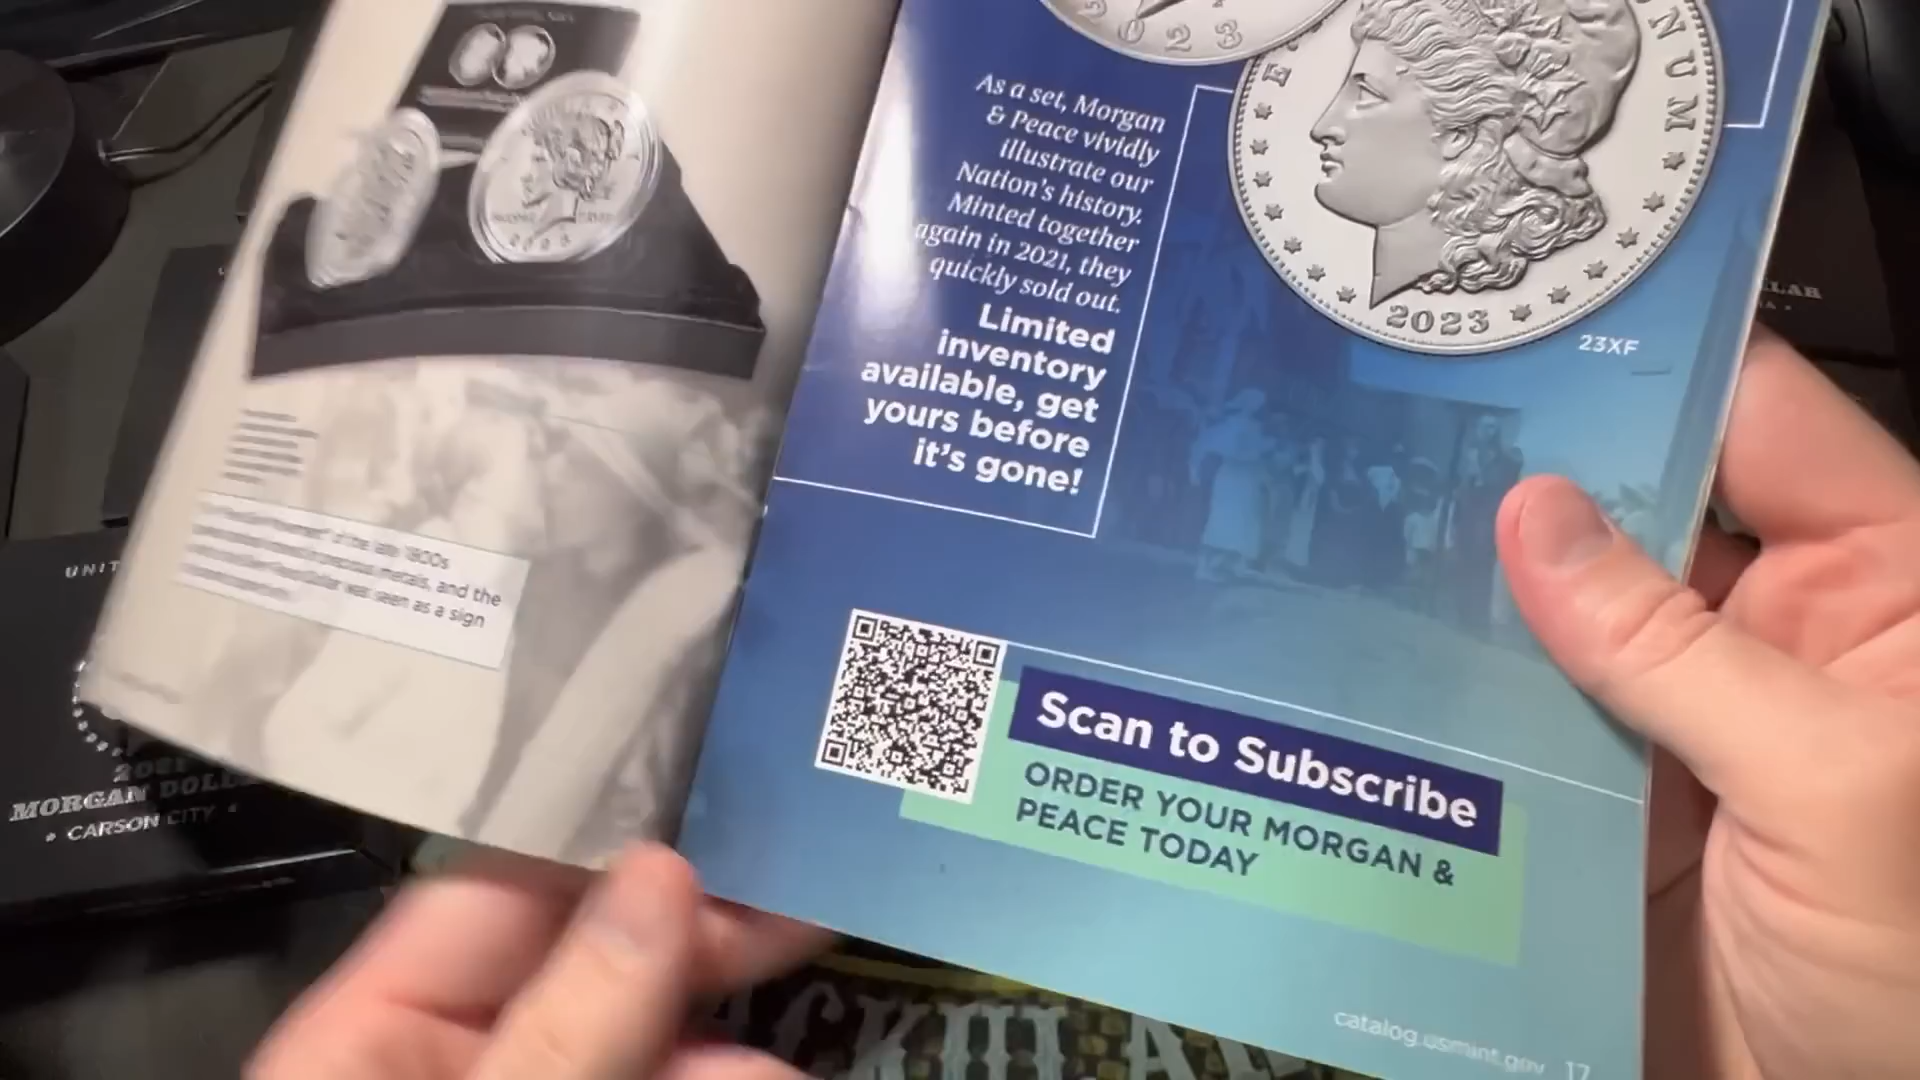 2023
UNUM
As a set, Morgan
& Peace vividly
illustrate our
Nation's history.
Minted together
again in 2021, they
quickly sold out.
Limited
inventory
available, get
yours before
it's gone!
2023
23XF
of the late 1800s
precious metals, and the
Dollar was seen as a sign
Scan to Subscribe
ORDER YOUR MORGAN &
PEACE TODAY
catalog.usmint.gov 17
UNIT
2021
MORGAN DOLL
• CARSON CITY •